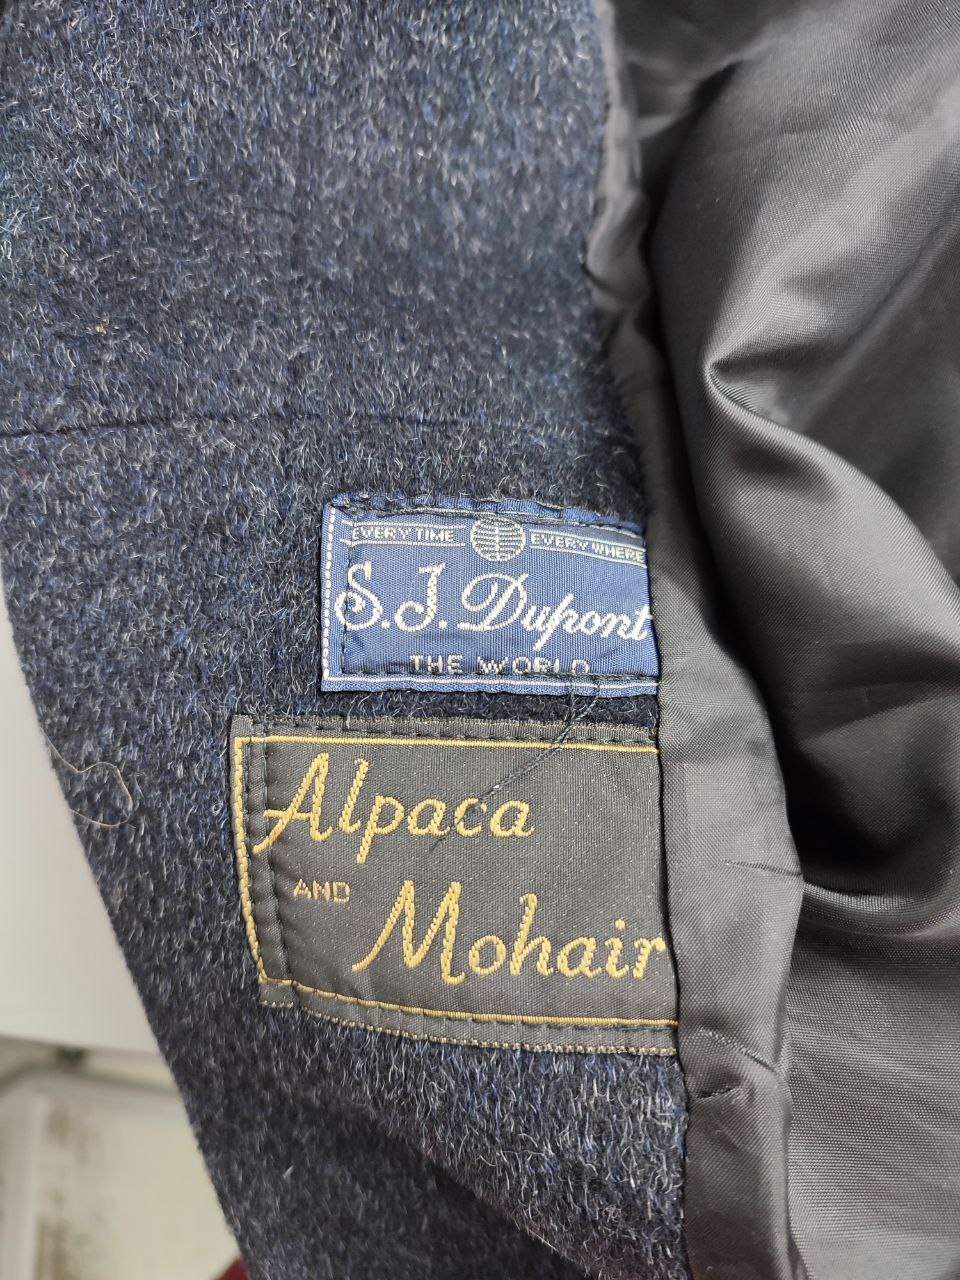 EVERY TIME EVERY WHERE
S.J. Dupont
THE WORLD
Alpaca
AND
Mohair